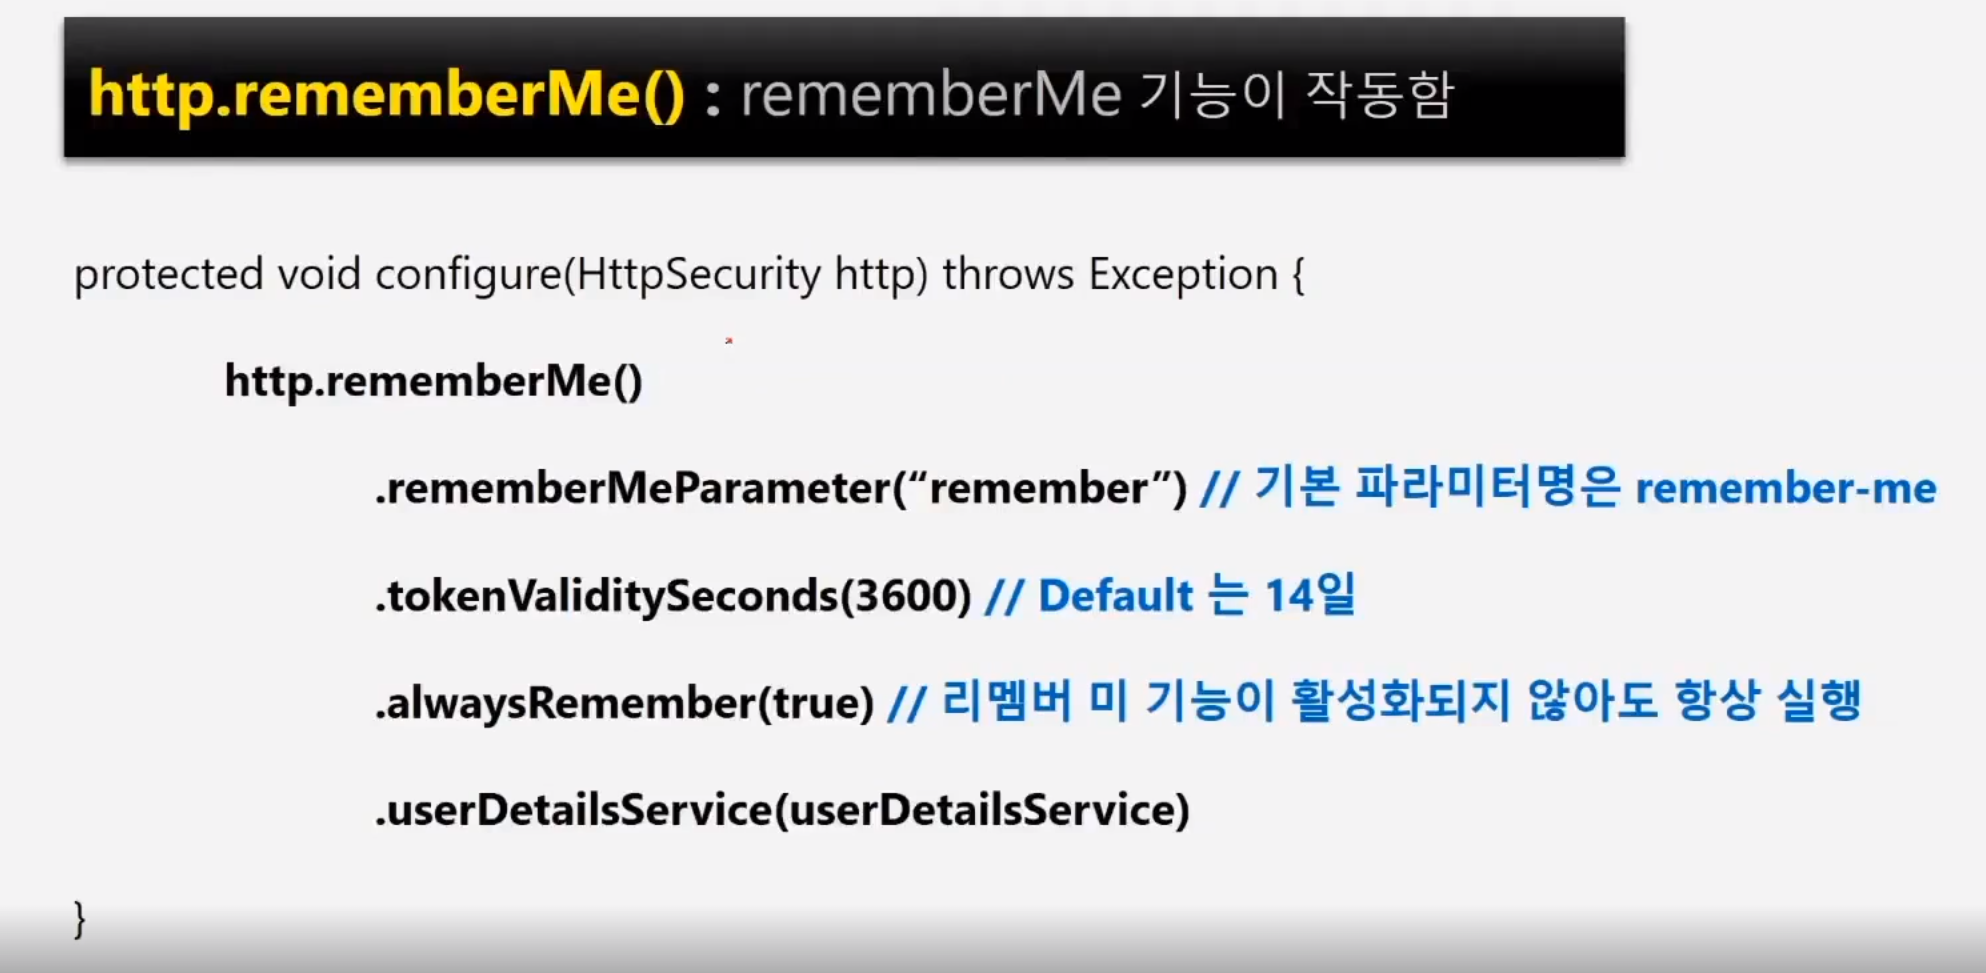 http.rememberMe() : rememberMe 기능이 작동함
protected void configure(HttpSecurity http) throws Exception {
http.rememberMe()
.rememberMeParameter(“remember”) // 기본 파라미터명은 remember-me
.tokenValiditySeconds(3600) // Default 는 14일
.alwaysRemember(true) // 리멤버 미 기능이 활성화되지 않아도 항상 실행
.userDetailsService(userDetailsService)
}